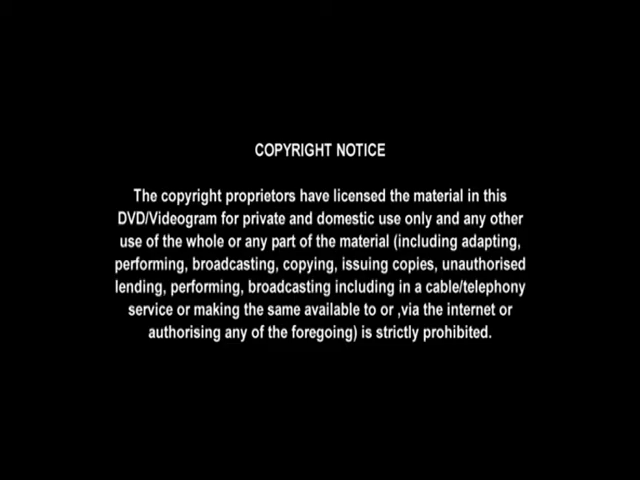 COPYRIGHT NOTICE
The copyright proprietors have licensed the material in this
DVD/Videogram for private and domestic use only and any other
use of the whole or any part of the material (including adapting,
performing, broadcasting, copying, issuing copies, unauthorised
lending, performing, broadcasting including in a cable/telephony
service or making the same available to or ,via the internet or
authorising any of the foregoing) is strictly prohibited.